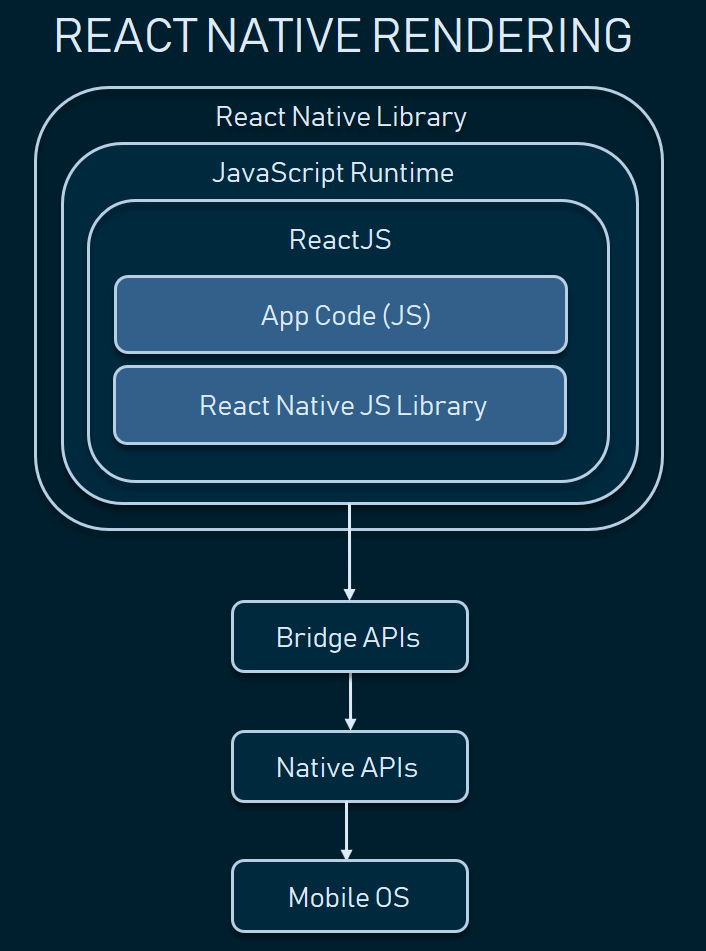 REACT NATIVE RENDERING
React Native Library
JavaScript Runtime
ReactJS
App Code (JS)
React Native JS Library
Bridge APIs
Native APIs
Mobile OS